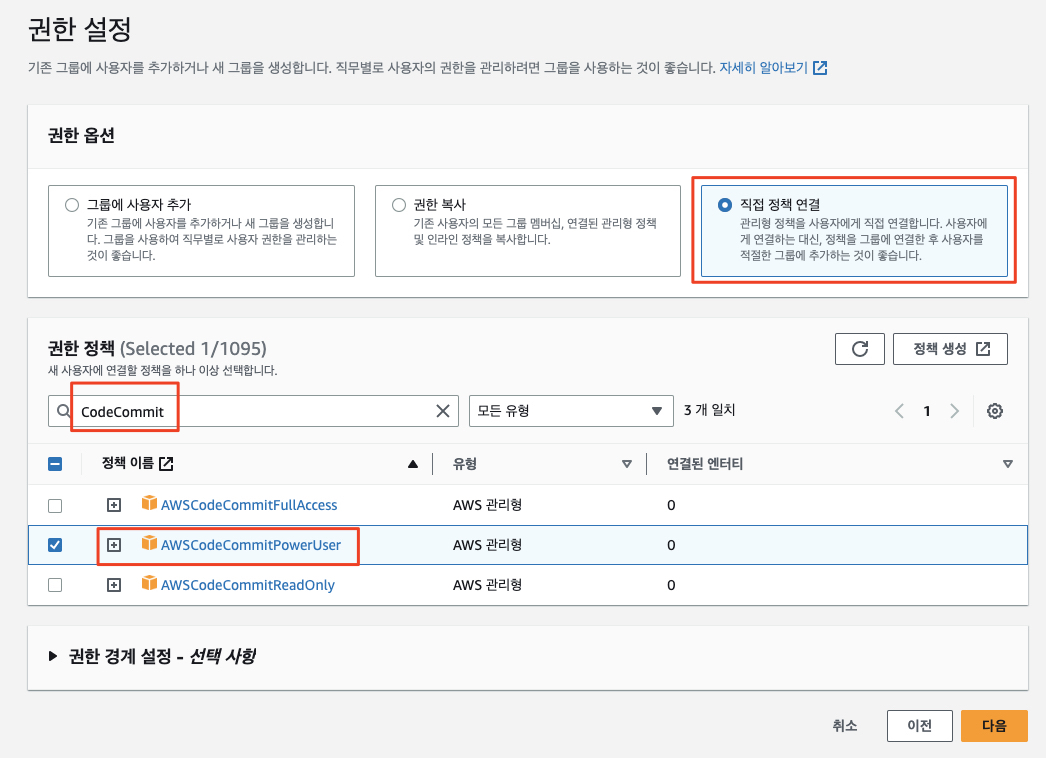 권한 설정
기존 그룹에 사용자를 추가하거나 새 그룹을 생성합니다. 직무별로 사용자의 권한을 관리하려면 그룹을 사용하는 것이 좋습니다. 자세히 알아보기
권한 옵션
그룹에 사용자 추가
기존 그룹에 사용자를 추가하거나 새 그룹을 생성합니
다. 그룹을 사용하여 직무별로 사용자 권한을 관리하는
것이 좋습니다.
권한 복사
기존 사용자의 모든 그룹 멤버십, 연결된 관리형 정책
및 인라인 정책을 복사합니다.
직접 정책 연결
관리형 정책을 사용자에게 직접 연결합니다. 사용자에
게 연결하는 대신, 정책을 그룹에 연결한 후 사용자를
적절한 그룹에 추가하는 것이 좋습니다.
권한 정책 (Selected 1/1095)
새 사용자에 연결할 정책을 하나 이상 선택합니다.
정책 생성
CodeCommit
모든 유형
3 개 일치
1
정책 이름 유형 연결된 엔터티
AWSCodeCommitFullAccess AWS 관리형 0
AWSCodeCommitPowerUser AWS 관리형 0
AWSCodeCommitReadOnly AWS 관리형 0
권한 경계 설정 - 선택 사항
취소 이전 다음